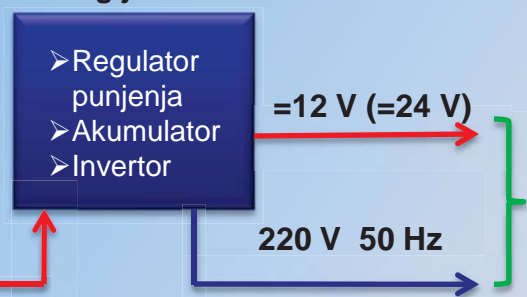 ➢Regulator
punjenja
➢Akumulator
➢Invertor
=12 V (=24 V)
220 V 50 Hz